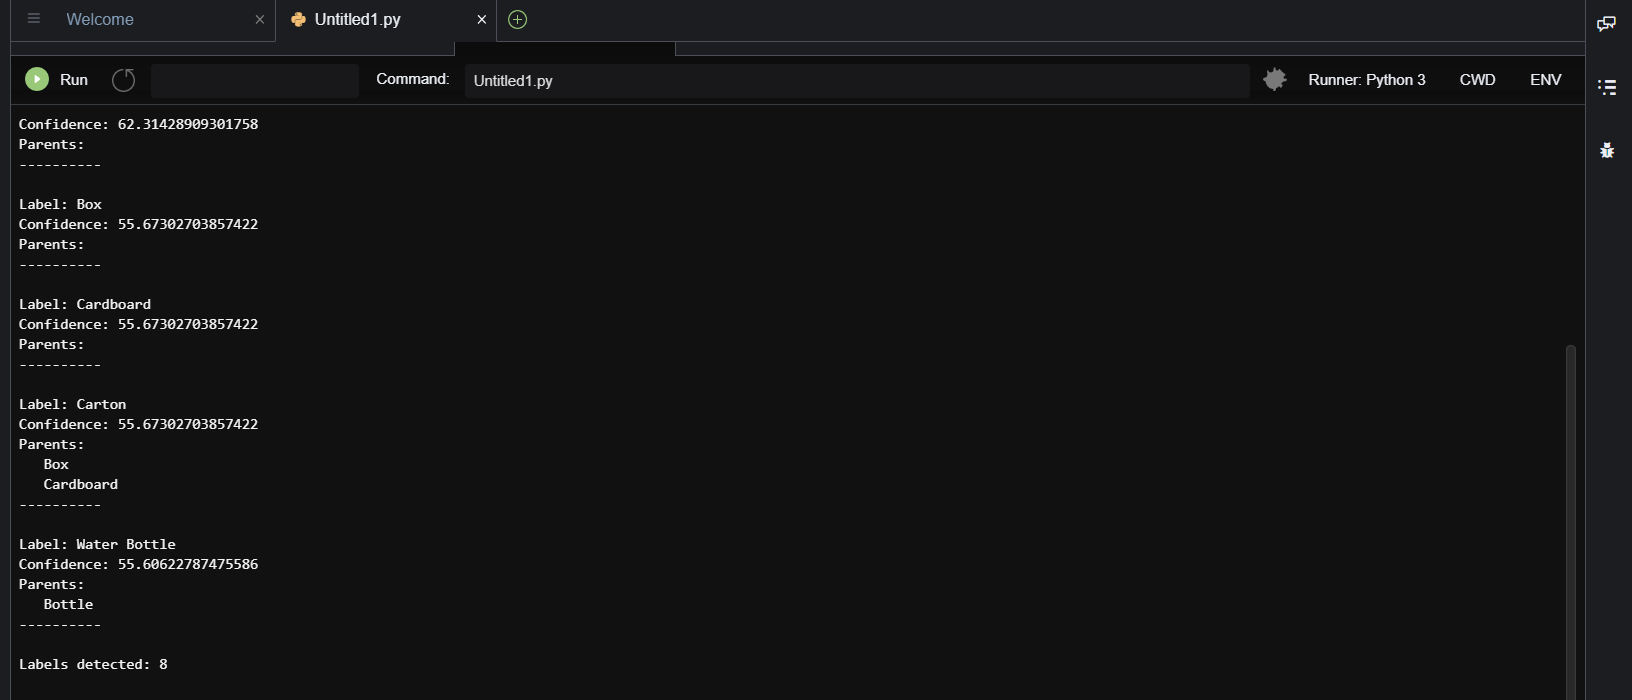 Welcome
Untitled1.py
Run
Command:
Untitled1.py
Runner: Python 3
CWD
ENV
Confidence: 62.31428909301758
Parents:
----------
Label: Box
Confidence: 55.67302703857422
Parents:
----------
Label: Cardboard
Confidence: 55.67302703857422
Parents:
----------
Label: Carton
Confidence: 55.67302703857422
Parents:
Box
Cardboard
----------
Label: Water Bottle
Confidence: 55.60622787475586
Parents:
Bottle
----------
Labels detected: 8